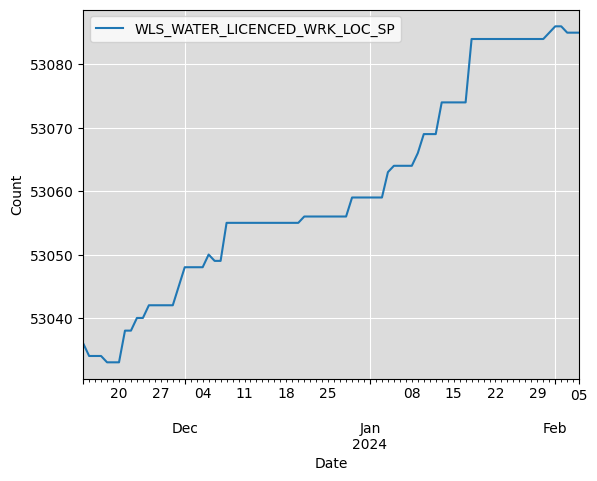 WLS_WATER_LICENCED_WRK_LOC_SP
53080
53070
53060
53050
53040
Count
20 27 04 11 18 25 08 15 22 29 05
Dec Jan Feb
2024
Date